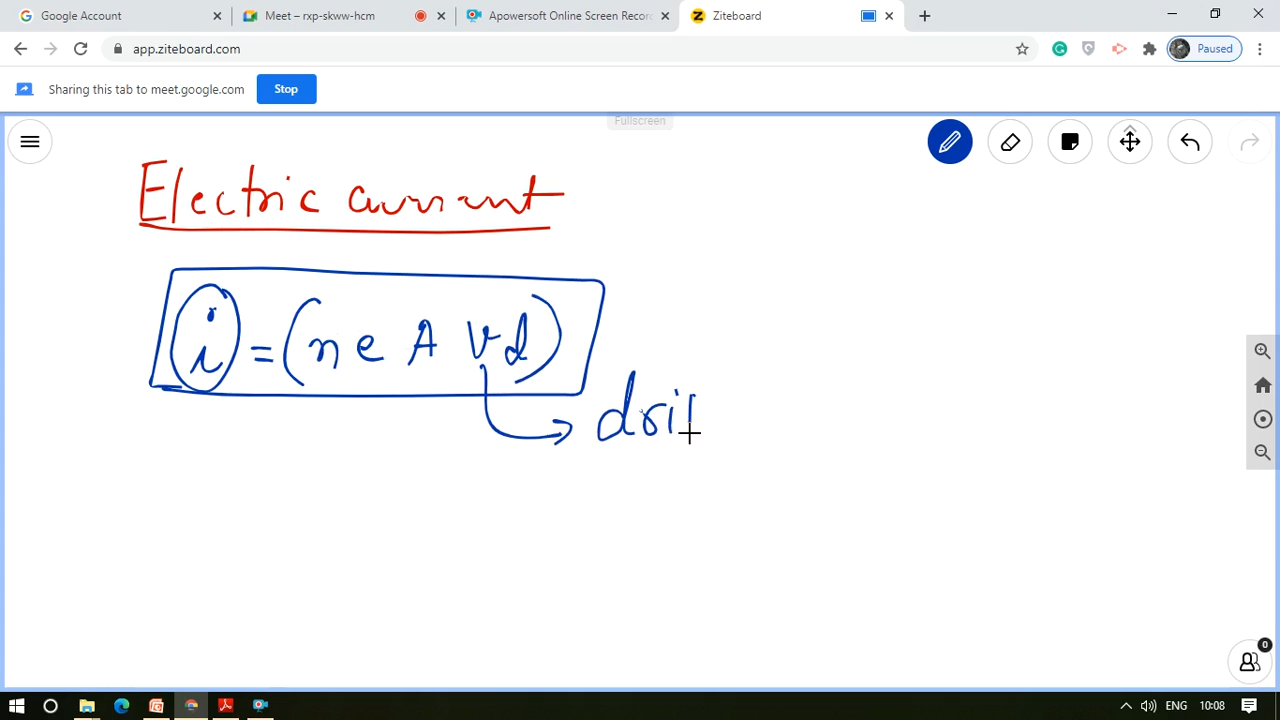 Google Account
Meet – rxp-skww-hcm
Apowersoft Online Screen Recor
Ziteboard
app.ziteboard.com
Paused
Sharing this tab to meet.google.com
Stop
Fullscreen
Electric current
i = (n e A vd)
drif
0
ENG
10:08